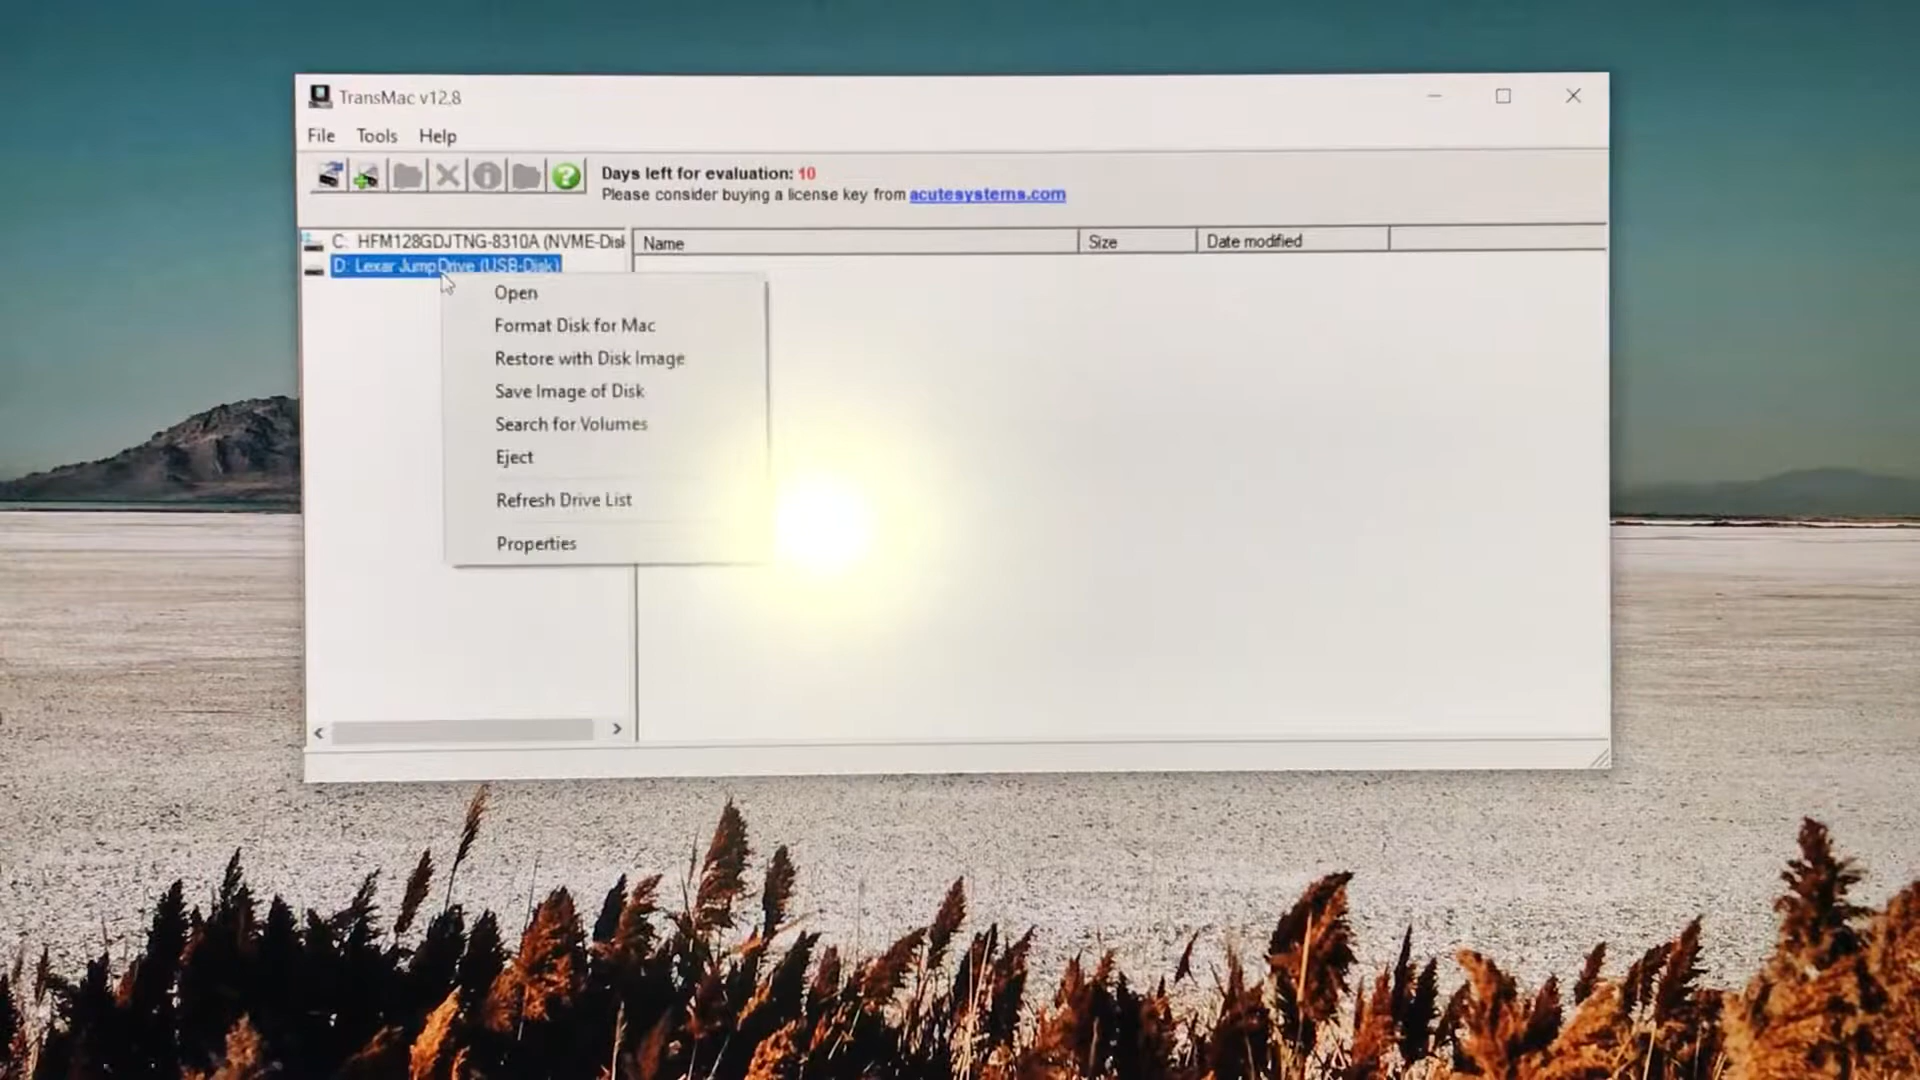 TransMac v12.8
File Tools Help
Days left for evaluation: 10
Please consider buying a license key from acutesystems.com
C: HFM128GDJTNG-8310A (NVME-Disk
D: Lexar JumpDrive (USB-Disk)
Name Size Date modified
Open
Format Disk for Mac
Restore with Disk Image
Save Image of Disk
Search for Volumes
Eject
Refresh Drive List
Properties